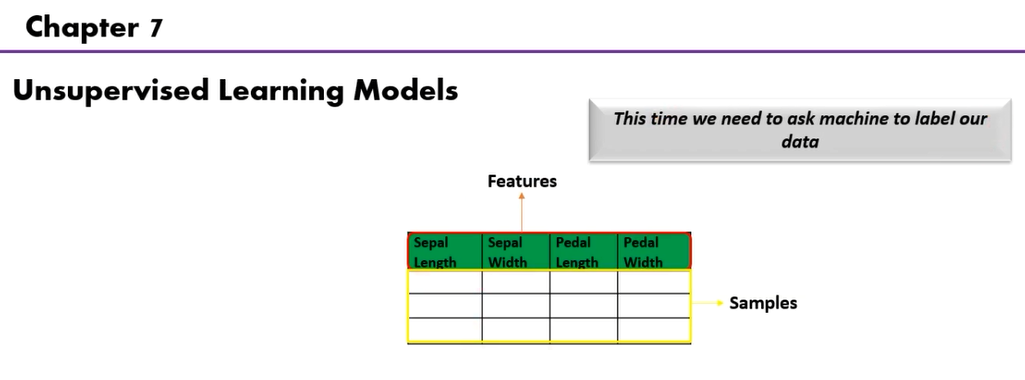 Chapter 7
Unsupervised Learning Models
This time we need to ask machine to label our
data
Features
Sepal Sepal Pedal Pedal
Length Width Length Width
Samples